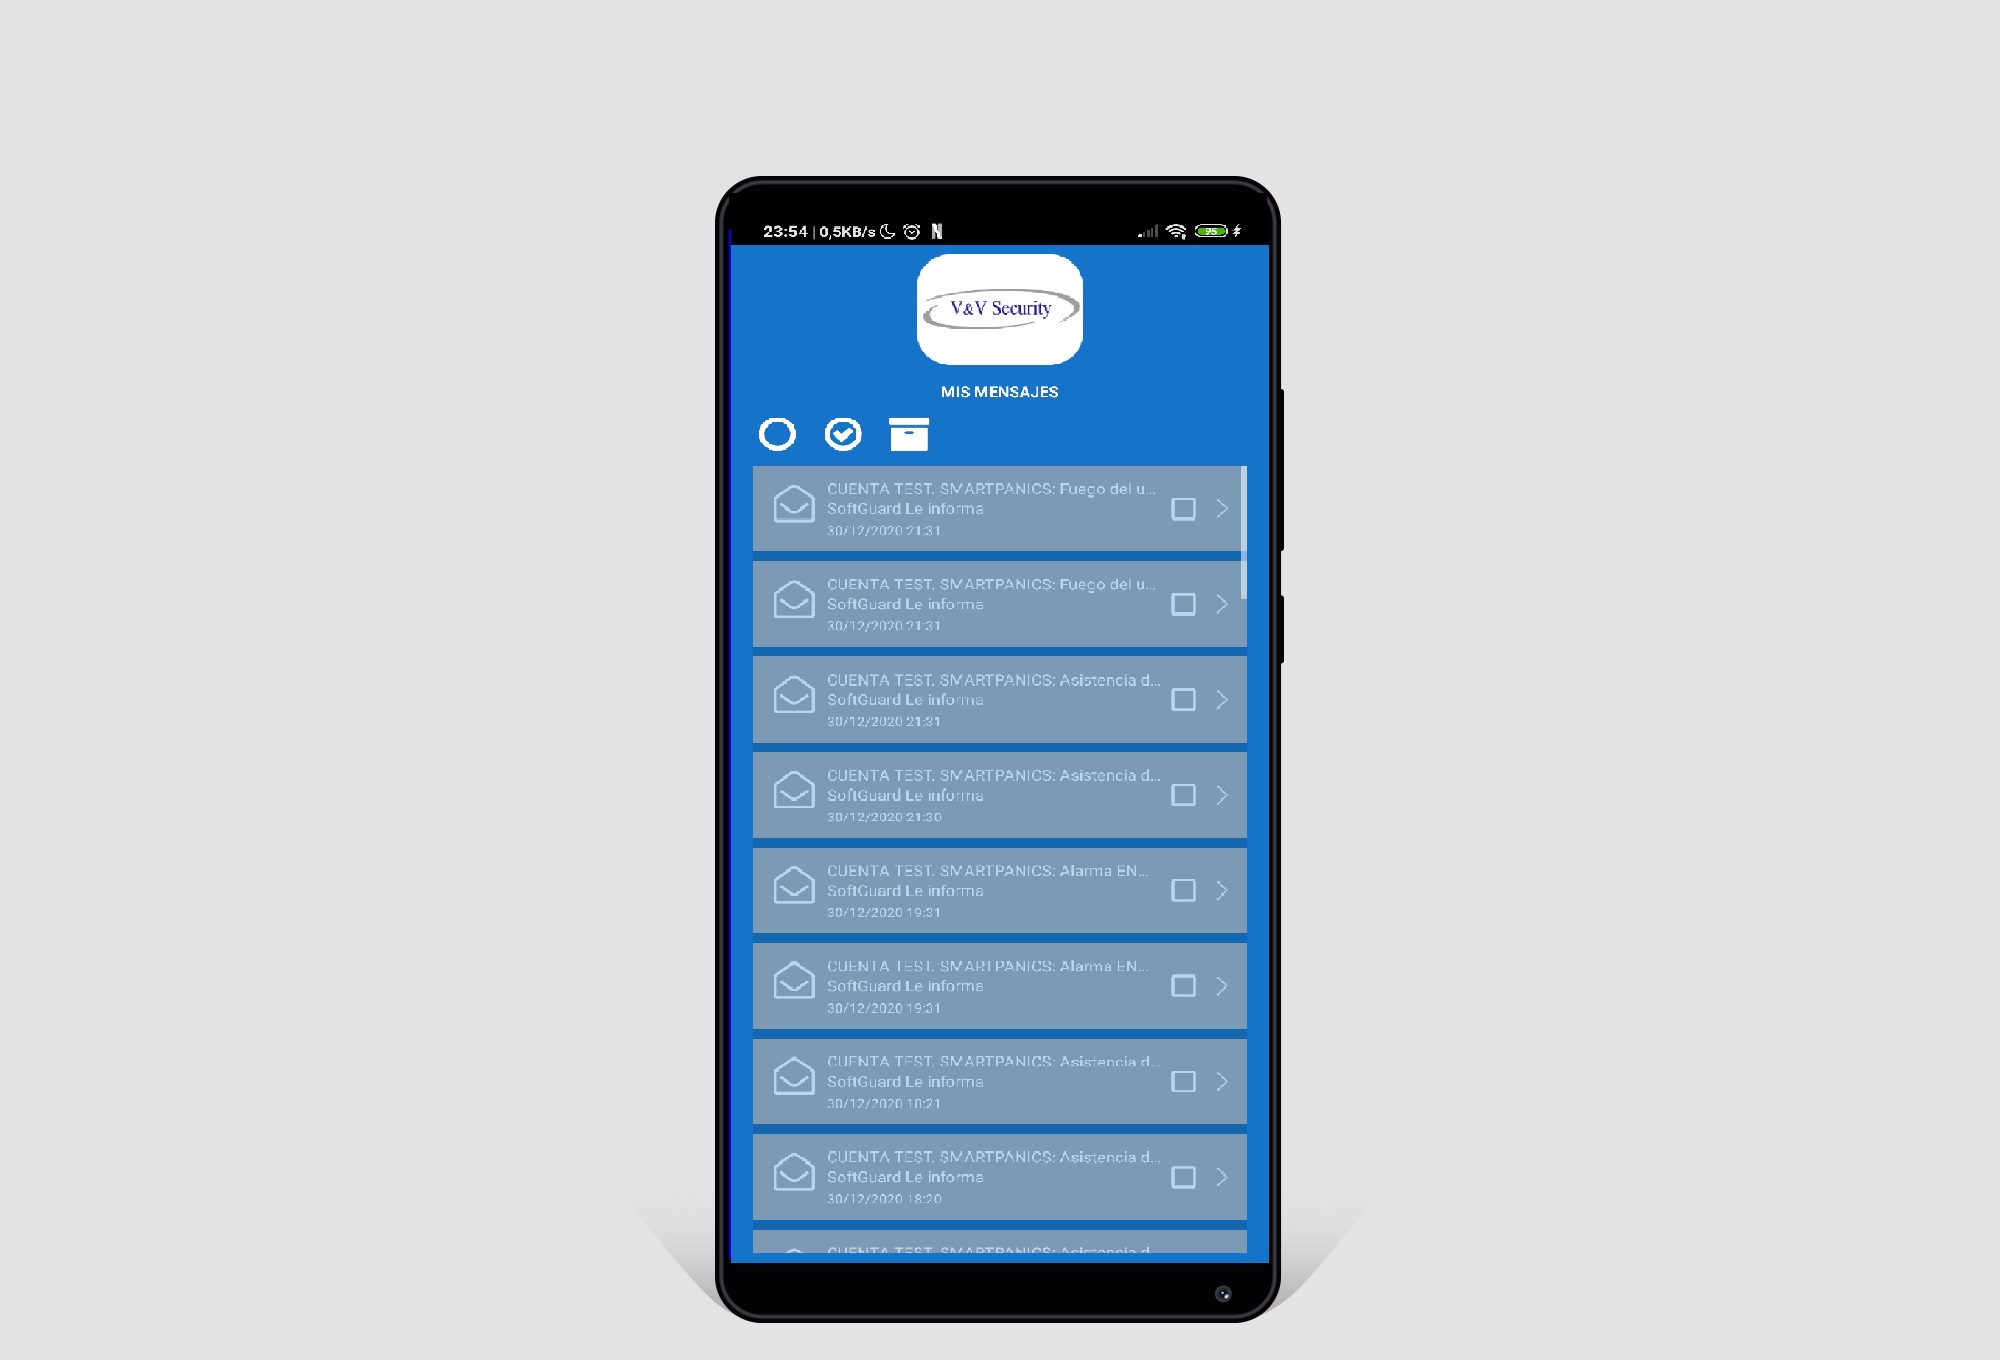 23:54 | 0,5KB/s
95
V&V Security
MIS MENSAJES
CUENTA TEST. SMARTPANICS: Fuego del u...
SoftGuard Le informa
30/12/2020 21:31
CUENTA TEST. SMARTPANICS: Fuego del u...
SoftGuard Le informa
30/12/2020 21:31
CUENTA TEST. SMARTPANICS: Asistencia d...
SoftGuard Le informa
30/12/2020 21:31
CUENTA TEST. SMARTPANICS: Asistencia d...
SoftGuard Le informa
30/12/2020 21:30
CUENTA TEST. SMARTPANICS: Alarma EN...
SoftGuard Le informa
30/12/2020 19:31
CUENTA TEST. SMARTPANICS: Alarma EN...
SoftGuard Le informa
30/12/2020 19:31
CUENTA TEST. SMARTPANICS: Asistencia d...
SoftGuard Le informa
30/12/2020 18:21
CUENTA TEST. SMARTPANICS: Asistencia d...
SoftGuard Le informa
30/12/2020 18:20
CUENTA TEST. SMARTPANICS: Asistencia d...